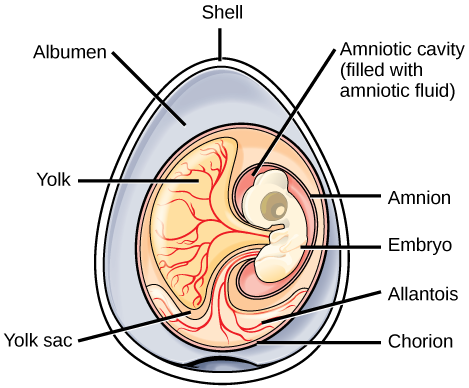 Shell
Albumen
Amniotic cavity
(filled with
amniotic fluid)
Yolk
Amnion
Embryo
Allantois
Yolk sac
Chorion